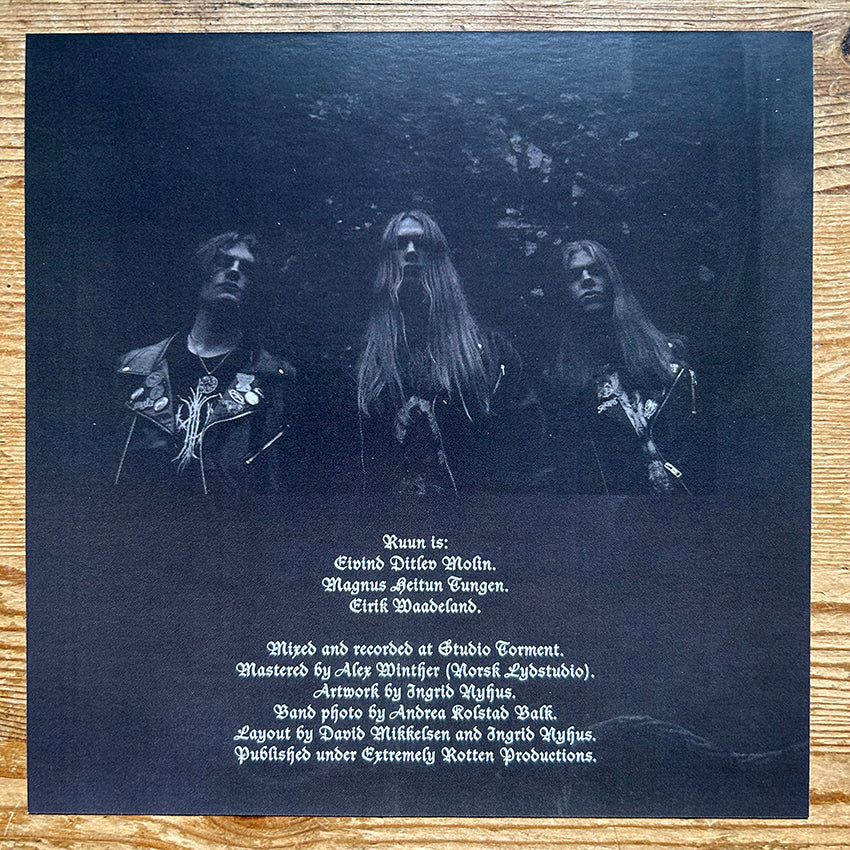 Ruun is:
Eivind Ditlev Molin.
Magnus Heitun Tungen.
Eirik Waadeland.
Mixed and recorded at Studio Torment.
Mastered by Alex Winther (Norsk Lydstudio).
Artwork by Ingrid Nyhus.
Band photo by Andrea Kolstad Balk.
Layout by David Mikkelsen and Ingrid Nyhus.
Published under Extremely Rotten Productions.